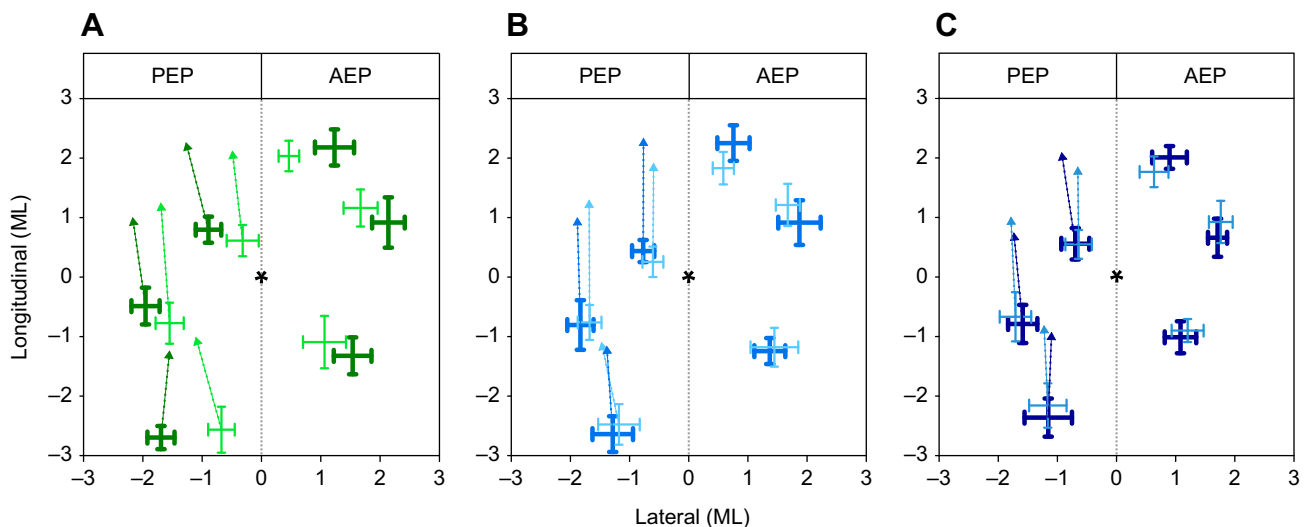 A B C
PEP AEP PEP AEP PEP AEP
3 3 3
2 2 2
1 1 1
0 0 0
–1 –1 –1
–2 –2 –2
–3 –3 –3
–3 –2 –1 0 1 2 3 –3 –2 –1 0 1 2 3 –3 –2 –1 0 1 2 3
Longitudinal (ML)
Lateral (ML)